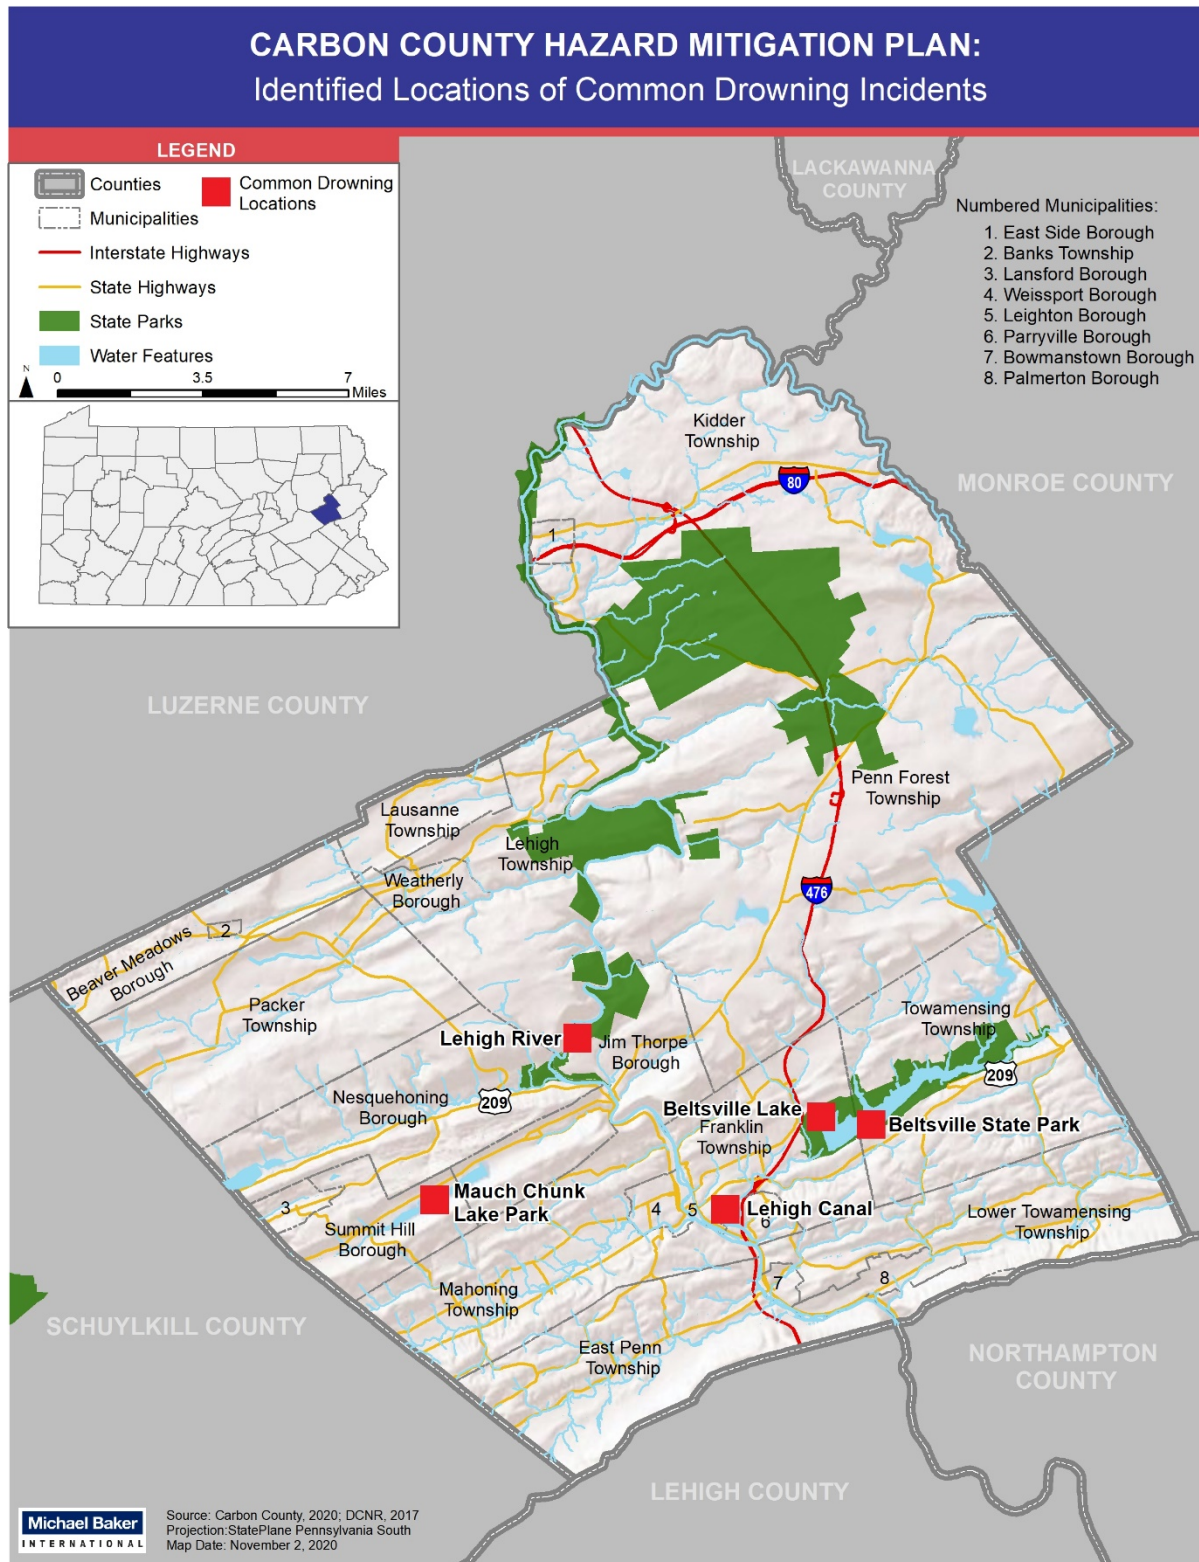 CARBON COUNTY HAZARD MITIGATION PLAN:
Identified Locations of Common Drowning Incidents
LEGEND
Counties
Common Drowning
Locations
Municipalities
Interstate Highways
State Highways
State Parks
Water Features
N
0 3.5 7
Miles
LACKAWANNA
COUNTY
Numbered Municipalities:
1. East Side Borough
2. Banks Township
3. Lansford Borough
4. Weissport Borough
5. Leighton Borough
6. Parryville Borough
7. Bowmanstown Borough
8. Palmerton Borough
Kidder
Township
80
MONROE COUNTY
1
LUZERNE COUNTY
Penn Forest
Township
Lausanne
Township
Lehigh
Township
Weatherly
Borough
476
2
Beaver Meadows
Borough
Packer
Township
Towamensing
Township
Lehigh River
Jim Thorpe
Borough
209
Nesquehoning
Borough
209
Beltsville Lake
Franklin
Township
Beltsville State Park
Mauch Chunk
Lake Park
3
4
5
Lehigh Canal
6
Summit Hill
Borough
Lower Towamensing
Township
7
8
Mahoning
Township
SCHUYLKILL COUNTY
East Penn
Township
NORTHAMPTON
COUNTY
LEHIGH COUNTY
Michael Baker
INTERNATIONAL
Source: Carbon County, 2020; DCNR, 2017
Projection:StatePlane Pennsylvania South
Map Date: November 2, 2020